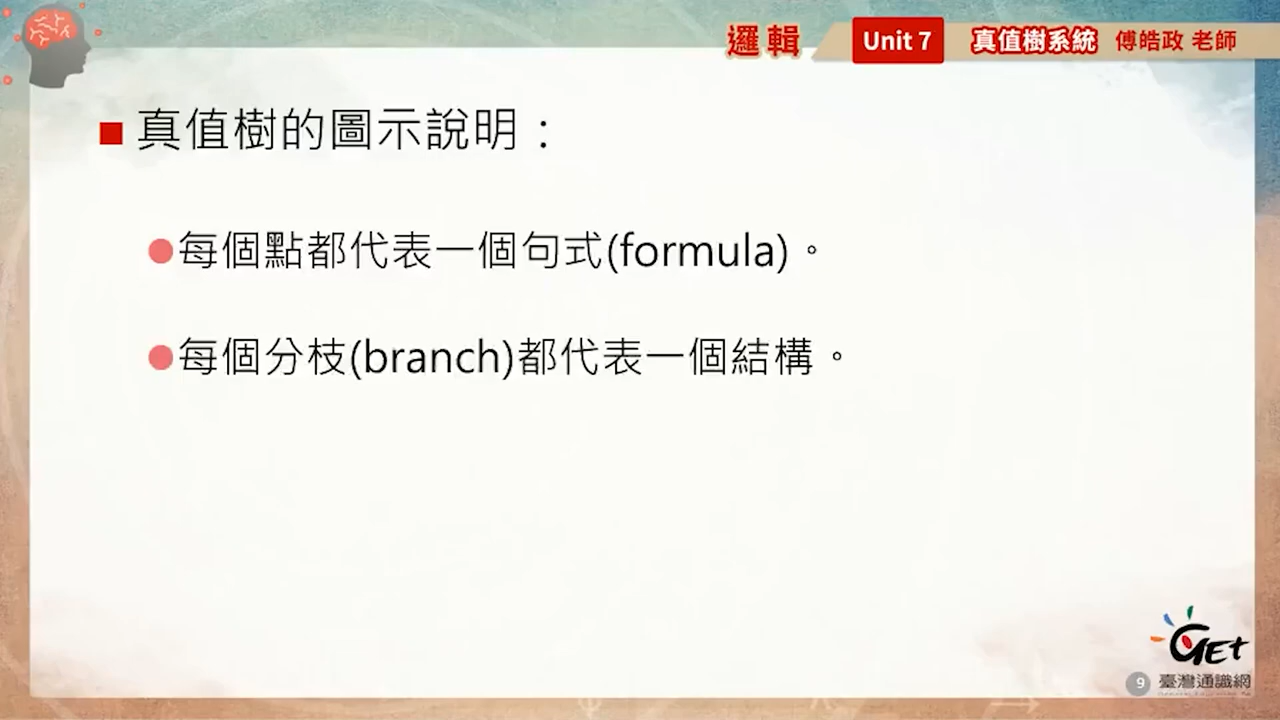 邏輯 Unit 7 真值樹系統 傅皓政 老師
真值樹的圖示說明：
每個點都代表一個句式(formula)。
每個分枝(branch)都代表一個結構。
GEt
9 臺灣通識網